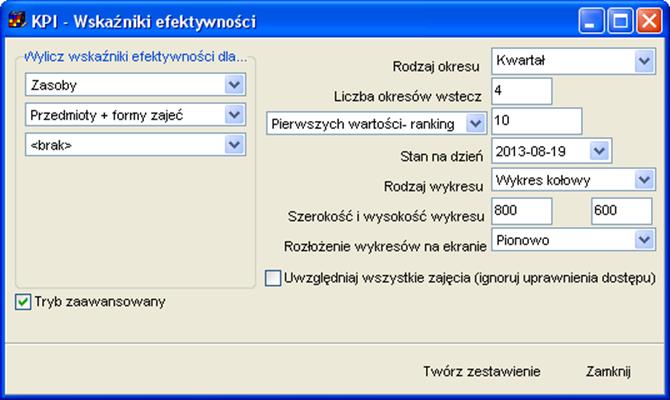 KPI - Wskaźniki efektywności
Wylicz wskaźniki efektywności dla...
Zasoby
Przedmioty + formy zajeć
<brak>
Tryb zaawansowany
Rodzaj okresu Kwartał
Liczba okresów wstecz 4
Pierwszych wartości- ranking 10
Stan na dzień 2013-08-19
Rodzaj wykresu Wykres kołowy
Szerokość i wysokość wykresu 800 600
Rozłożenie wykresów na ekranie Pionowo
Uwzględniaj wszystkie zajęcia (ignoruj uprawnienia dostępu)
Twórz zestawienie Zamknij